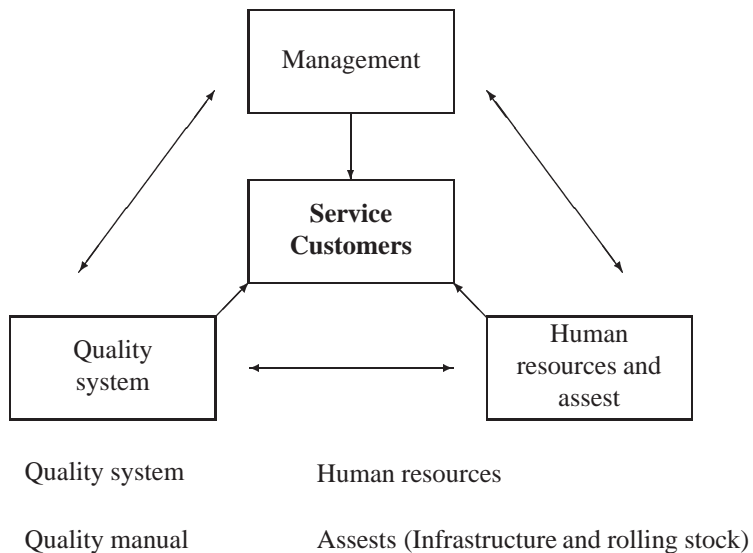 Management
Service
Customers
Quality
system
Human
resources and
assest
Quality system
Human resources
Quality manual
Assests (Infrastructure and rolling stock)